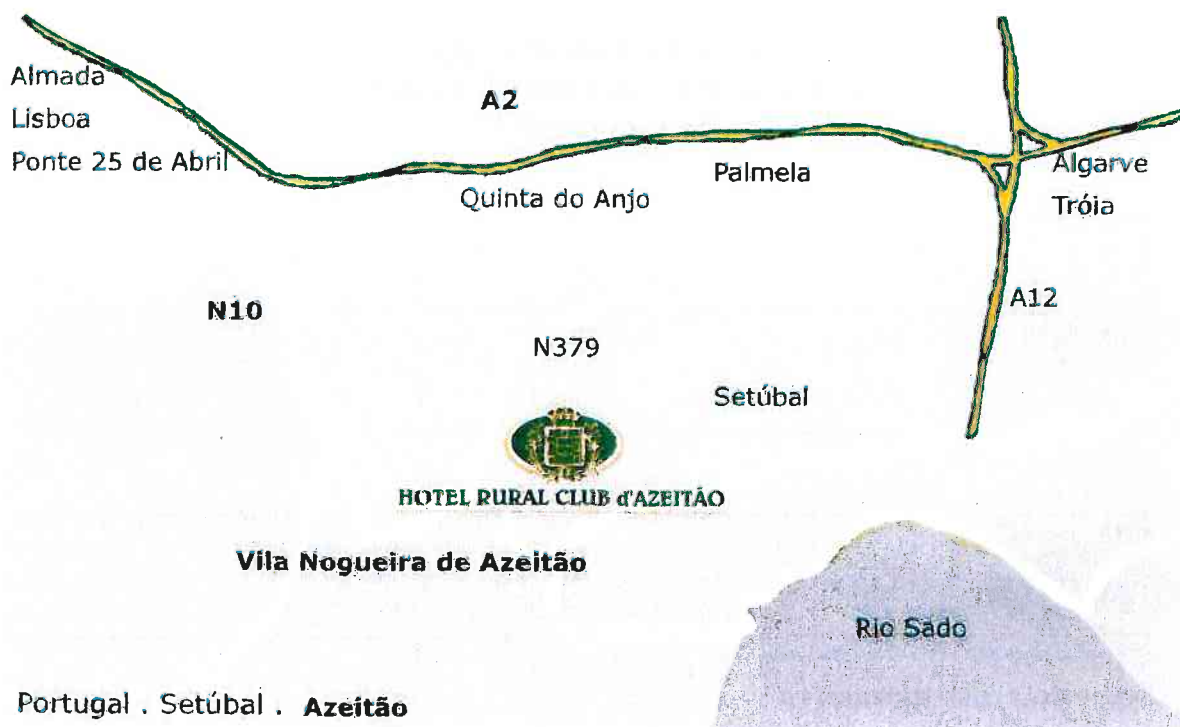 Almada
Lisboa
Ponte 25 de Abril
A2
Quinta do Anjo
Palmela
Algarve
Tróia
N10
N379
A12
Setúbal
HOTEL RURAL CLUB d'AZEITÃO
Vila Nogueira de Azeitão
Rio Sado
Portugal . Setúbal . Azeitão